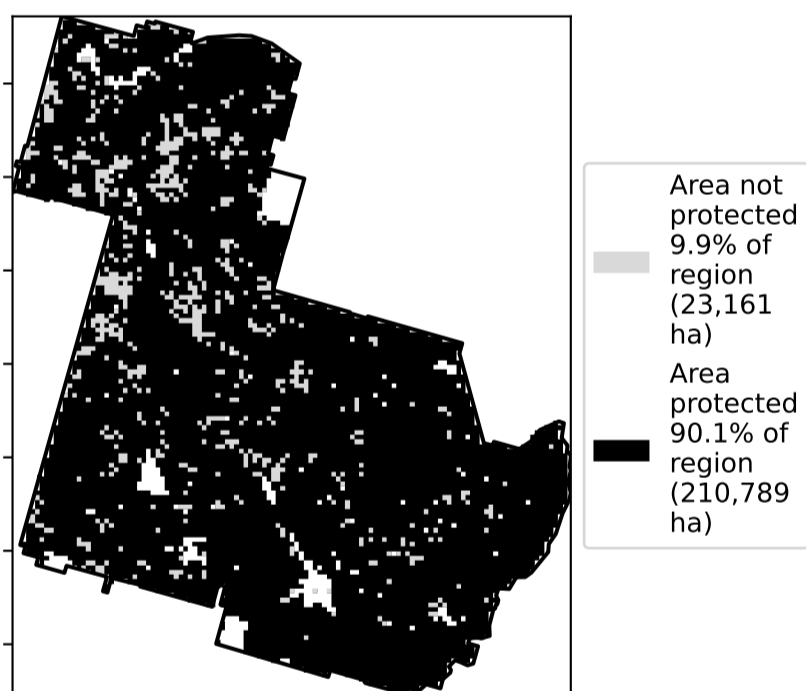 Area not
protected
9.9% of
region
(23,161
ha)
Area
protected
90.1% of
region
(210,789
ha)